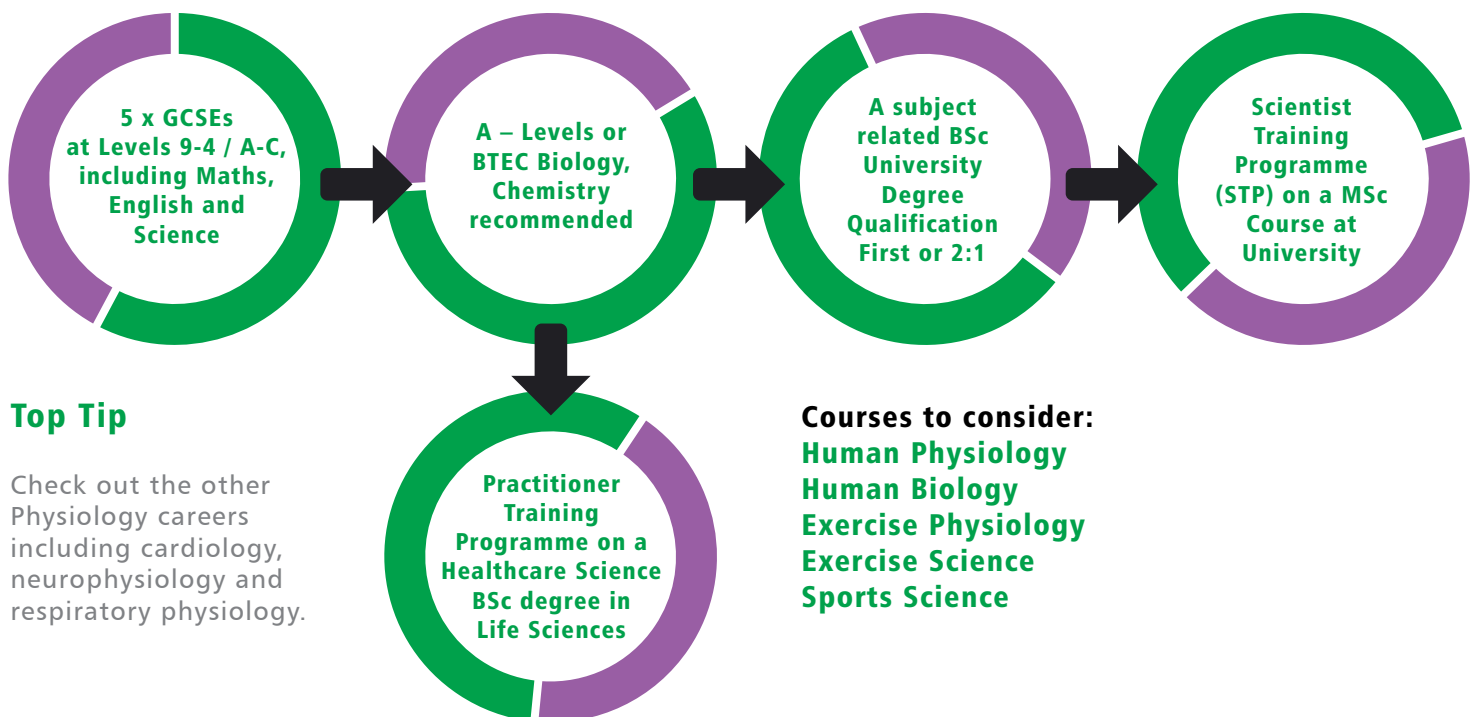 5 x GCSEs
at Levels 9-4 / A-C,
including Maths,
English and
Science
A – Levels or
BTEC Biology,
Chemistry
recommended
A subject
related BSc
University
Degree
Qualification
First or 2:1
Scientist
Training
Programme
(STP) on a MSc
Course at
University
Practitioner
Training
Programme on a
Healthcare Science
BSc degree in
Life Sciences
Top Tip
Check out the other
Physiology careers
including cardiology,
neurophysiology and
respiratory physiology.
Courses to consider:
Human Physiology
Human Biology
Exercise Physiology
Exercise Science
Sports Science